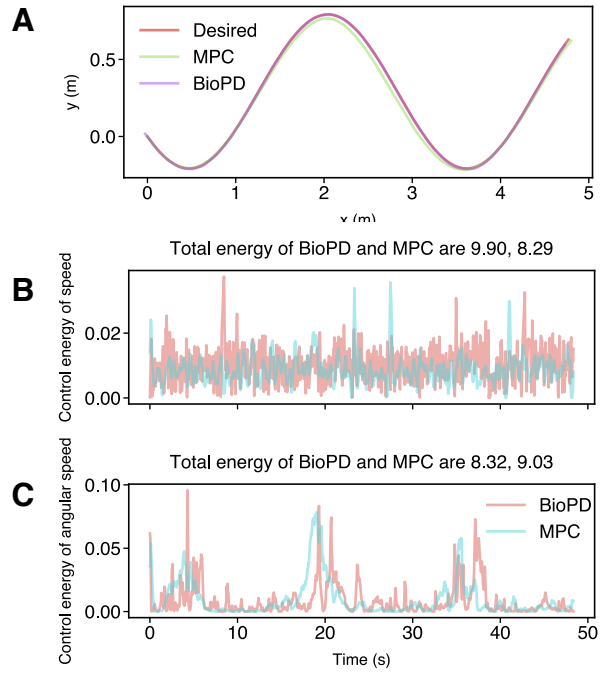 A
Desired
MPC
BioPD
y (m)
0.5
0.0
0 1 2 3 4 5
x (m)
B
Total energy of BioPD and MPC are 9.90, 8.29
Control energy of speed
0.02
0.00
C
Total energy of BioPD and MPC are 8.32, 9.03
Control energy of angular speed
0.10
0.05
0.00
BioPD
MPC
0 10 20 30 40 50
Time (s)